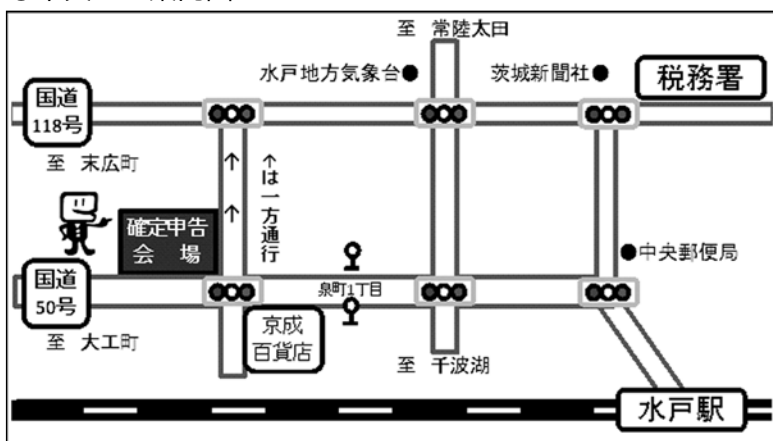 至 常陸太田
水戸地方気象台●
茨城新聞社●
税務署
国道
118号
至 末広町
↑は一方通行
確定申告
会 場
●中央郵便局
国道
50号
泉町1丁目
至 大工町
京成
百貨店
至 千波湖
水戸駅